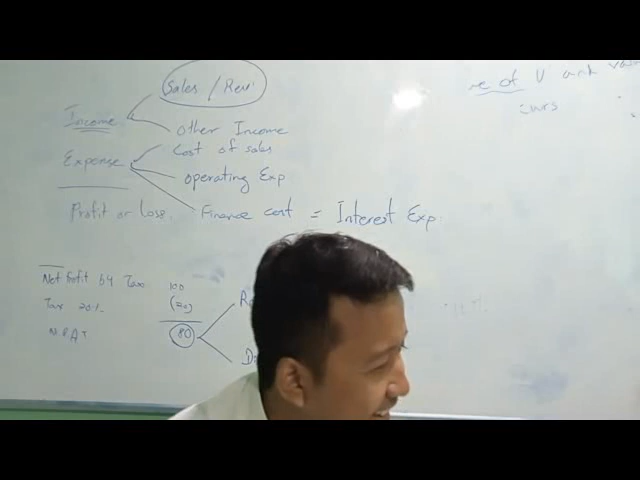 Sales / Rev'
Income
other Income
Cost of sales
Expense
operating Exp
Profit or Loss.
Finance cost = Interest Exp.
Net Profit b4 Tax 100
Tax 20% (20)
N.P.A.T 80
of V